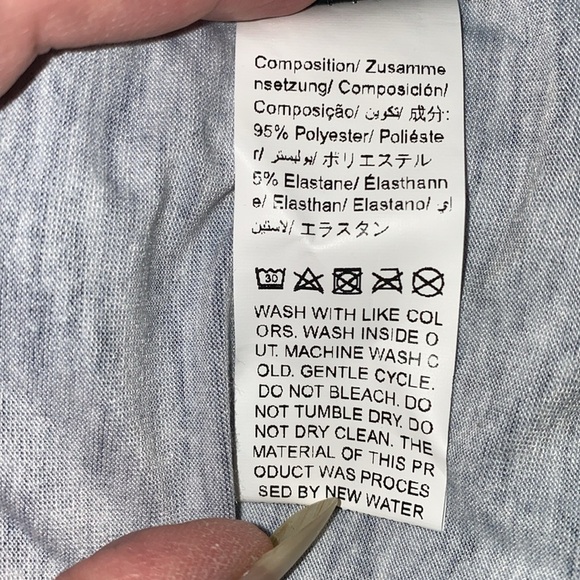 Composition/ Zusamme
nsetzung/ Composición/
Composição/ تكوين/ 成分:
95% Polyester/ Poliéste
r/ بوليستر/ ポリエステル
5% Elastane/ Élasthann
e/ Elasthan/ Elastano/ إي
لاستين/ エラスタン
30
WASH WITH LIKE COL
ORS. WASH INSIDE O
UT. MACHINE WASH C
OLD. GENTLE CYCLE.
DO NOT BLEACH. DO
NOT TUMBLE DRY. DO
NOT DRY CLEAN. THE
MATERIAL OF THIS PR
ODUCT WAS PROCES
SED BY NEW WATER